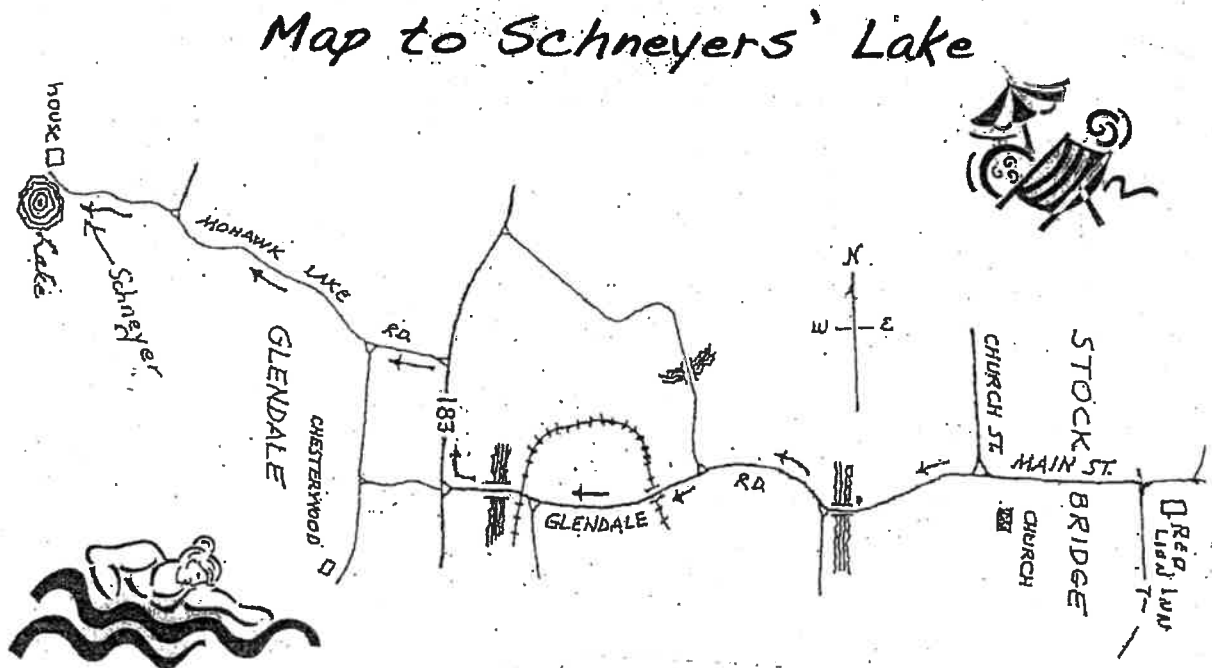 Map to Schneyers' Lake
house
Lake
Schneyer
MOHAWK LAKE RD.
GLENDALE
CHESTERWOOD
183
N
W E
GLENDALE RD.
CHURCH ST.
STOCKBRIDGE
MAIN ST.
CHURCH
RED LION INN
7